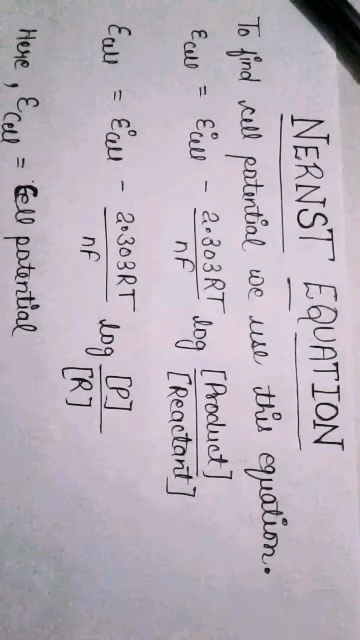 NERNST EQUATION
To find cell potential we use this equation.
Ecell = E°cell - 2.303RT/nF log [Product]/[Reactant]
Ecell = E°cell - 2.303RT/nF log [P]/[R]
Here, Ecell = Cell potential